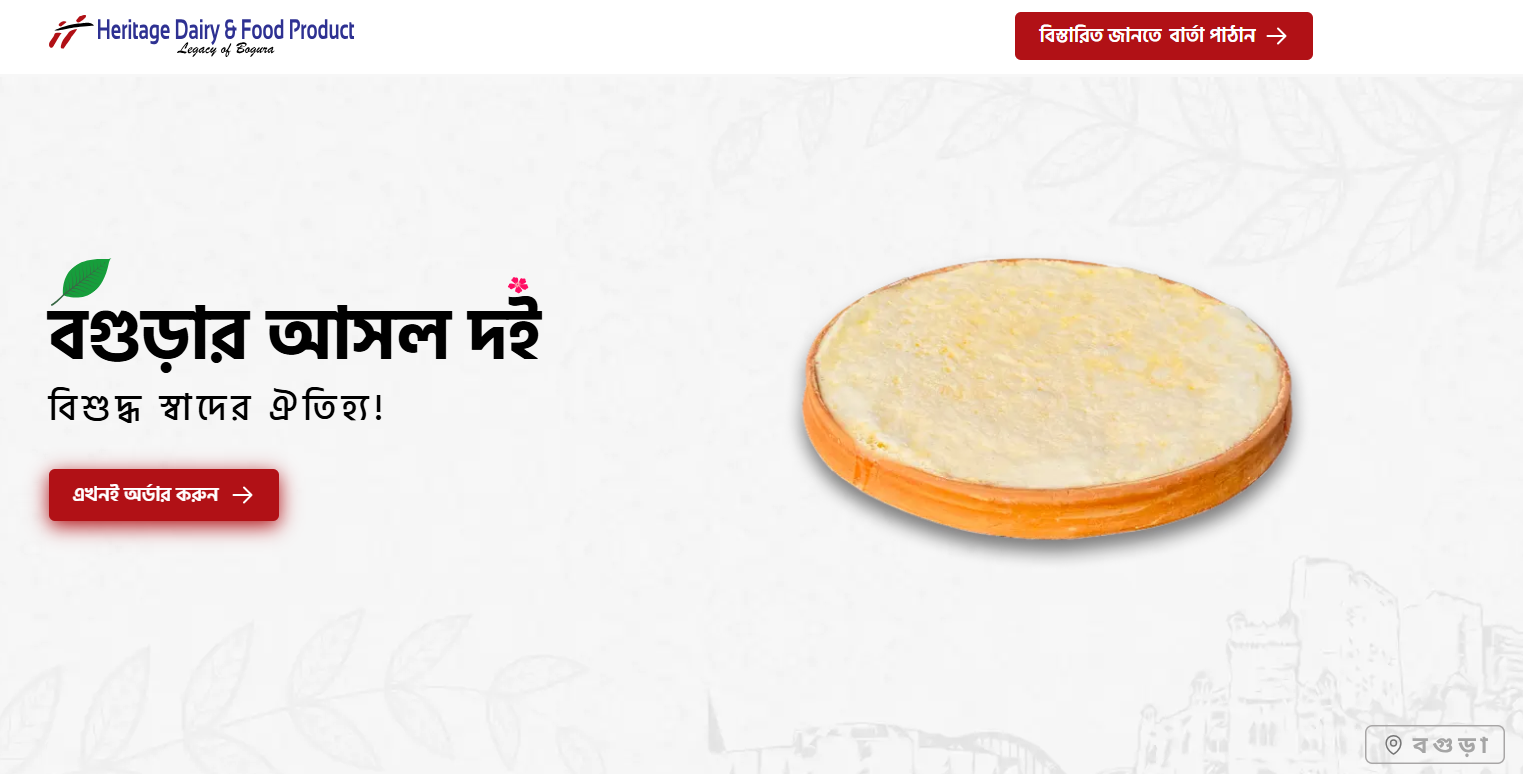 Heritage Dairy & Food Product
Legacy of Bogura
বিস্তারিত জানতে বার্তা পাঠান
বগুড়ার আসল দই
বিশুদ্ধ স্বাদের ঐতিহ্য!
এখনই অর্ডার করুন
বগুড়া